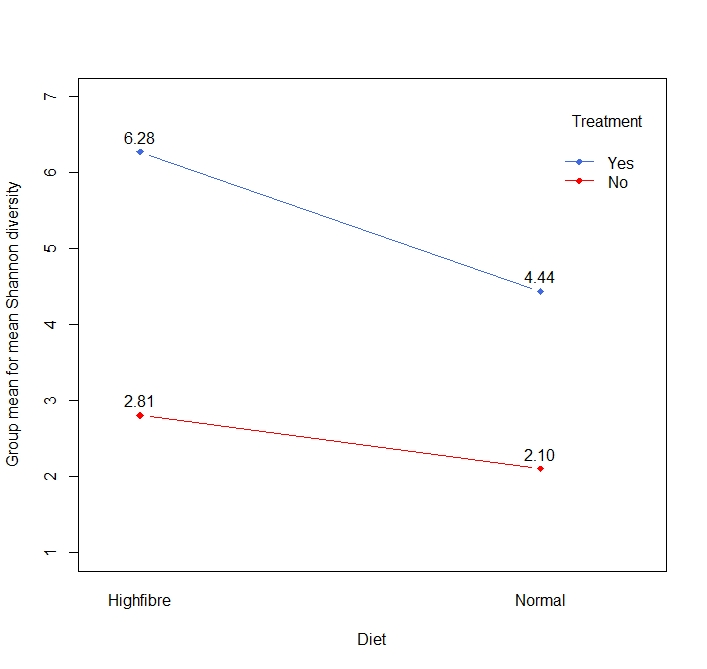 7
6
5
4
3
2
1
Group mean for mean Shannon diversity
6.28
4.44
2.81
2.10
Treatment
Yes
No
Highfibre
Normal
Diet